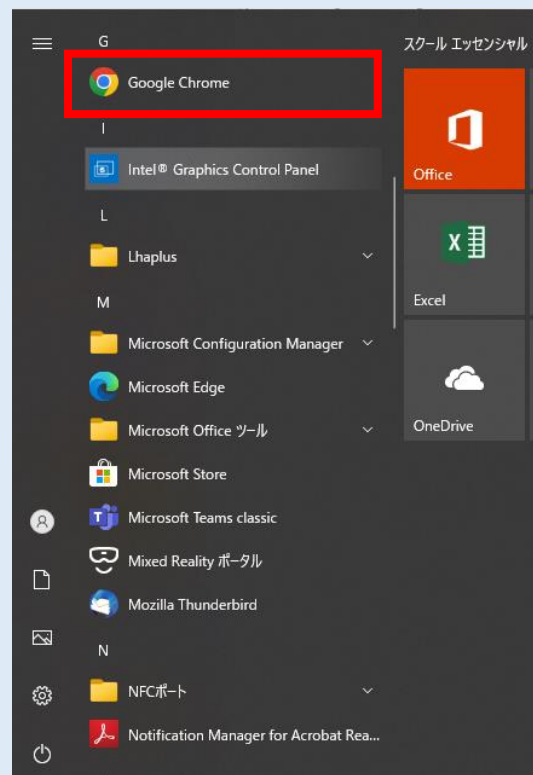 G
スクール エッセンシャル
Google Chrome
I
Intel® Graphics Control Panel
Office
L
Lhaplus
Excel
M
Microsoft Configuration Manager
Microsoft Edge
Microsoft Office ツール
OneDrive
Microsoft Store
Microsoft Teams classic
Mixed Reality ポータル
Mozilla Thunderbird
N
NFCポート
Notification Manager for Acrobat Rea...